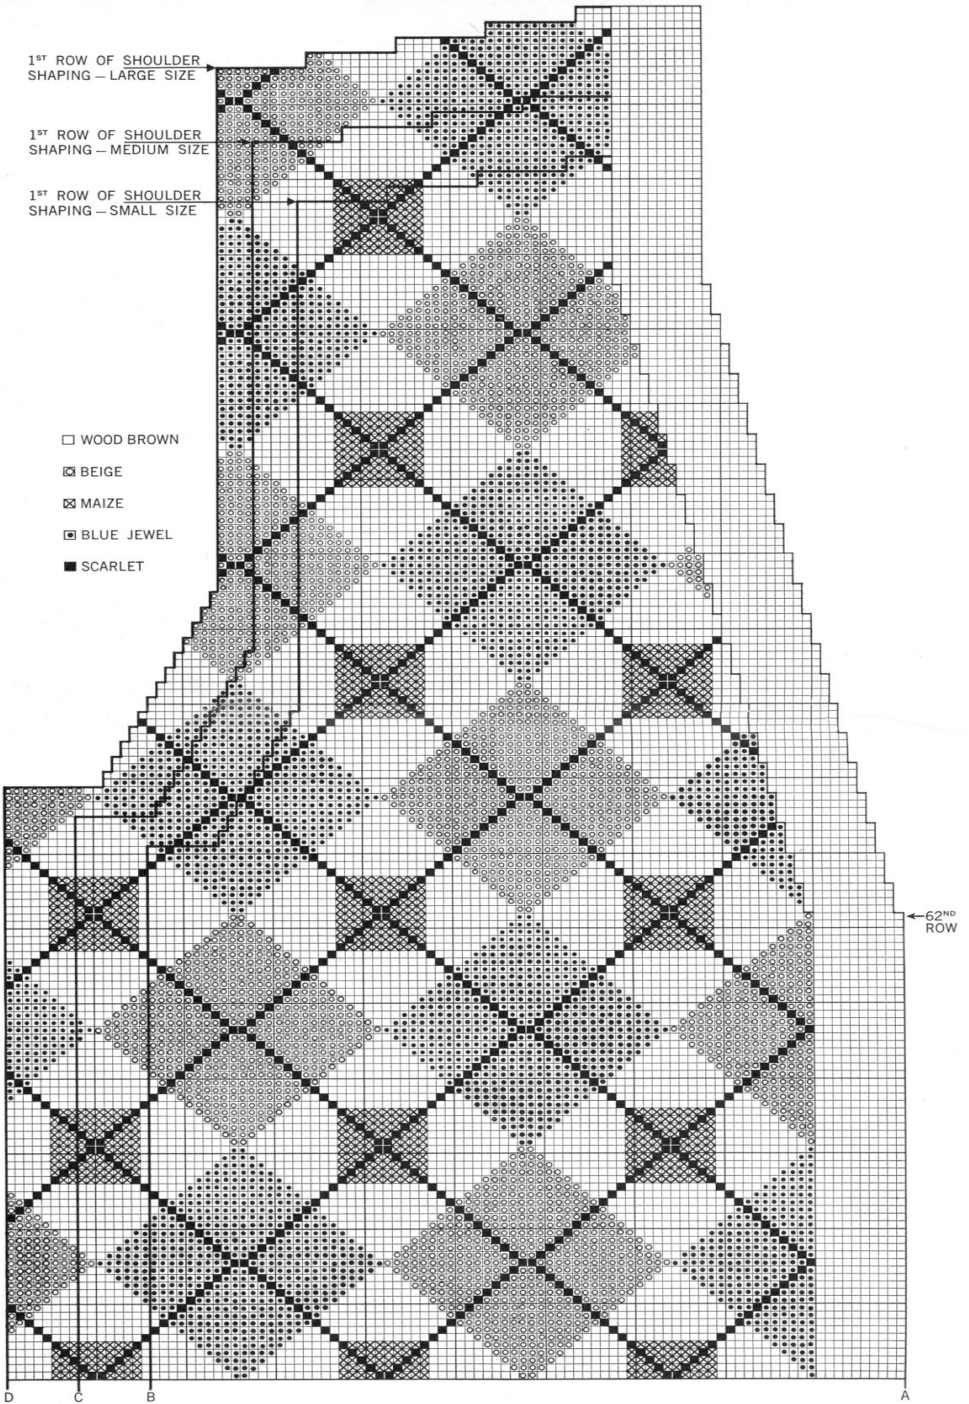 1ST ROW OF SHOULDER
SHAPING — LARGE SIZE
1ST ROW OF SHOULDER
SHAPING — MEDIUM SIZE
1ST ROW OF SHOULDER
SHAPING — SMALL SIZE
WOOD BROWN
BEIGE
MAIZE
BLUE JEWEL
SCARLET
62ND
ROW
D C B A